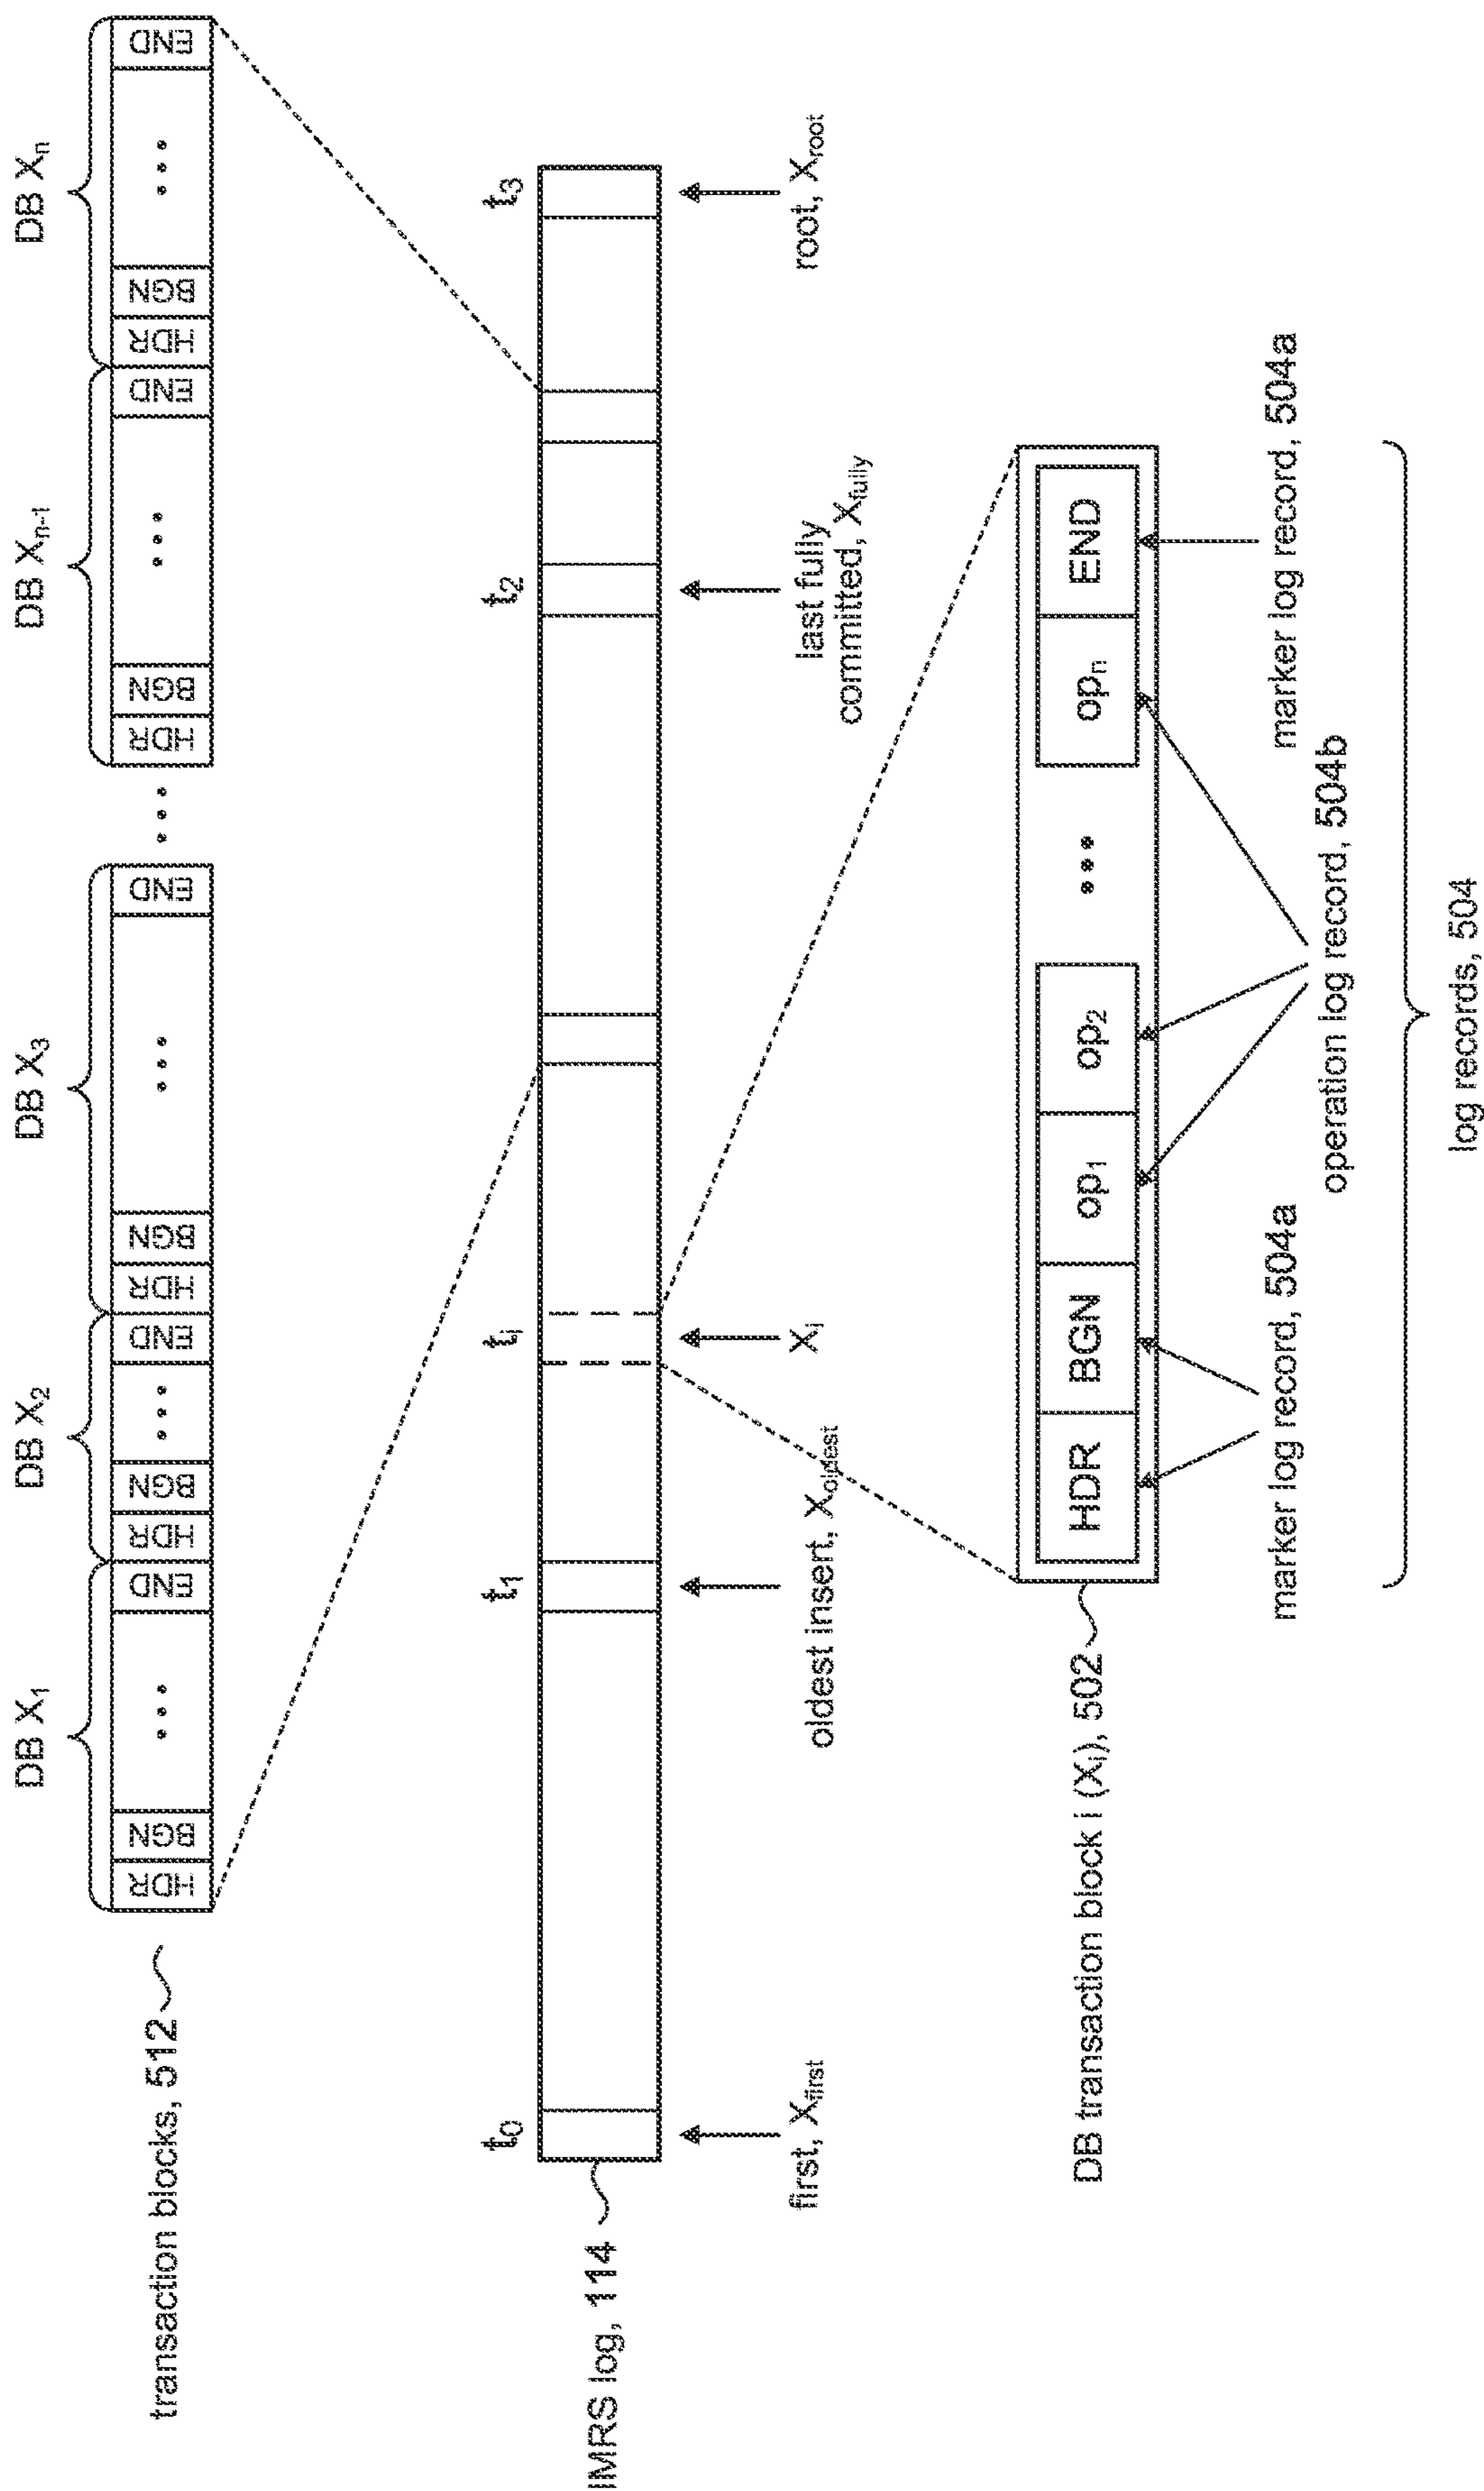 DB X1
DB X2
DB X3
DB Xn-1
DB Xn
transaction blocks, 512
HDR
BGN
...
END
HDR
BGN
...
END
HDR
BGN
...
END
...
HDR
BGN
...
END
HDR
BGN
...
END
t0
t1
ti
t2
t3
IMRS log, 114
first, Xfirst
oldest insert, Xoldest
Xi
last fully
committed, Xfully
root, Xroot
DB transaction block i (Xi), 502
HDR
BGN
op1
op2
...
opn
END
marker log record, 504a
marker log record, 504a
operation log record, 504b
log records, 504